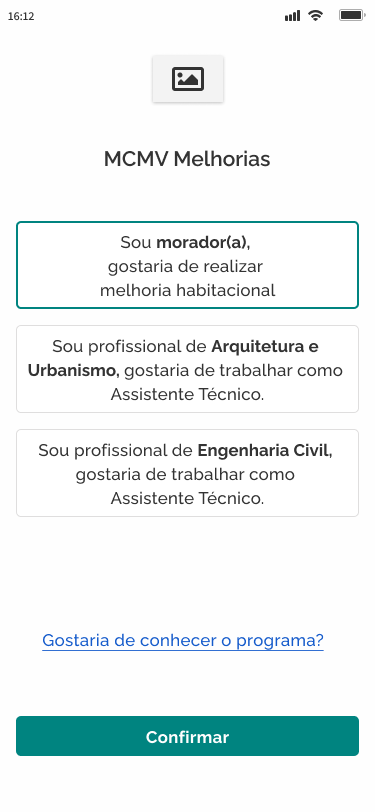 16:12
MCMV Melhorias
Sou morador(a),
gostaria de realizar
melhoria habitacional
Sou profissional de Arquitetura e
Urbanismo, gostaria de trabalhar como
Assistente Técnico.
Sou profissional de Engenharia Civil,
gostaria de trabalhar como
Assistente Técnico.
Gostaria de conhecer o programa?
Confirmar